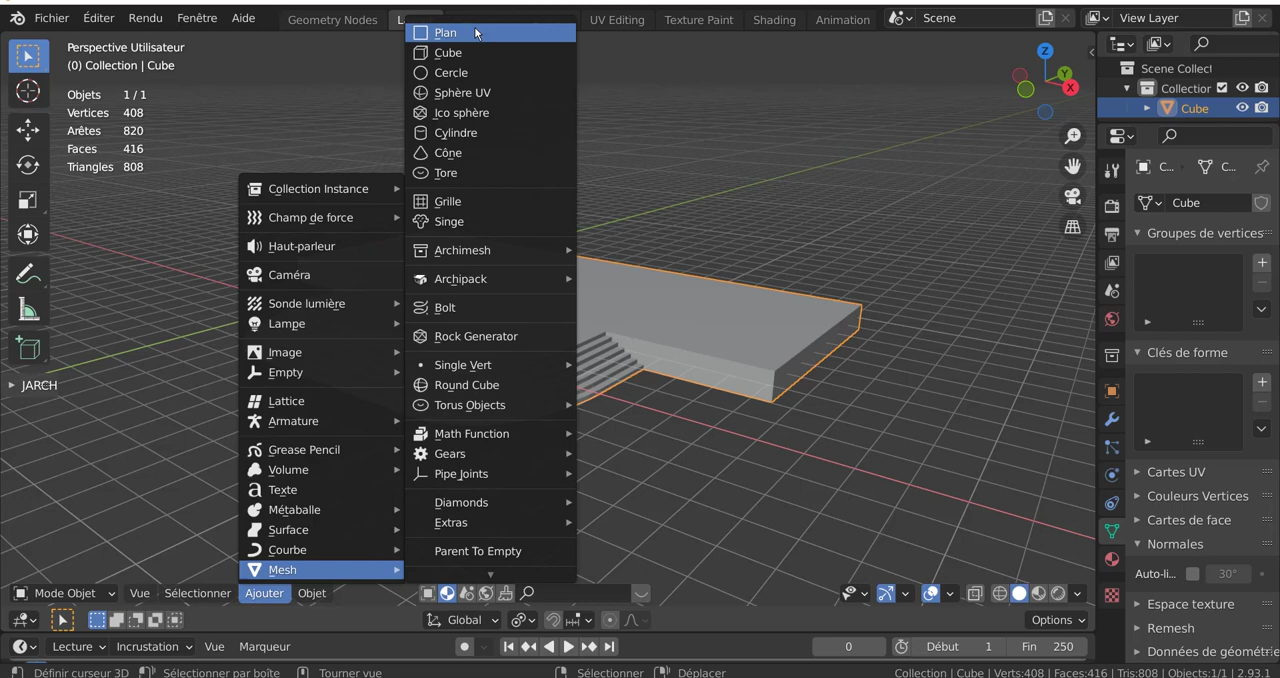 Fichier Éditer Rendu Fenêtre Aide Geometry Nodes UV Editing Texture Paint Shading Animation Scene View Layer
Perspective Utilisateur
(0) Collection | Cube
Objets 1 / 1
Vertices 408
Arêtes 820
Faces 416
Triangles 808
JARCH
Collection Instance
Champ de force
Haut-parleur
Caméra
Sonde lumière
Lampe
Image
Empty
Lattice
Armature
Grease Pencil
Volume
Texte
Métaballe
Surface
Courbe
Mesh
Plan
Cube
Cercle
Sphère UV
Ico sphère
Cylindre
Cône
Tore
Grille
Singe
Archimesh
Archipack
Bolt
Rock Generator
Single Vert
Round Cube
Torus Objects
Math Function
Gears
Pipe Joints
Diamonds
Extras
Parent To Empty
Z
Y
X
Scene Collect
Collection
Cube
C... C...
Cube
Groupes de vertices
Clés de forme
Cartes UV
Couleurs Vertices
Cartes de face
Normales
Auto-li... 30°
Espace texture
Remesh
Données de géométrie
Mode Objet Vue Sélectionner Ajouter Objet
Global Options
Lecture Incrustation Vue Marqueur 0 Début 1 Fin 250
Définir curseur 3D Sélectionner par boîte Tourner vue Sélectionner Déplacer Collection | Cube | Verts:408 | Faces:416 | Tris:808 | Objects:1/1 | 2.93.1